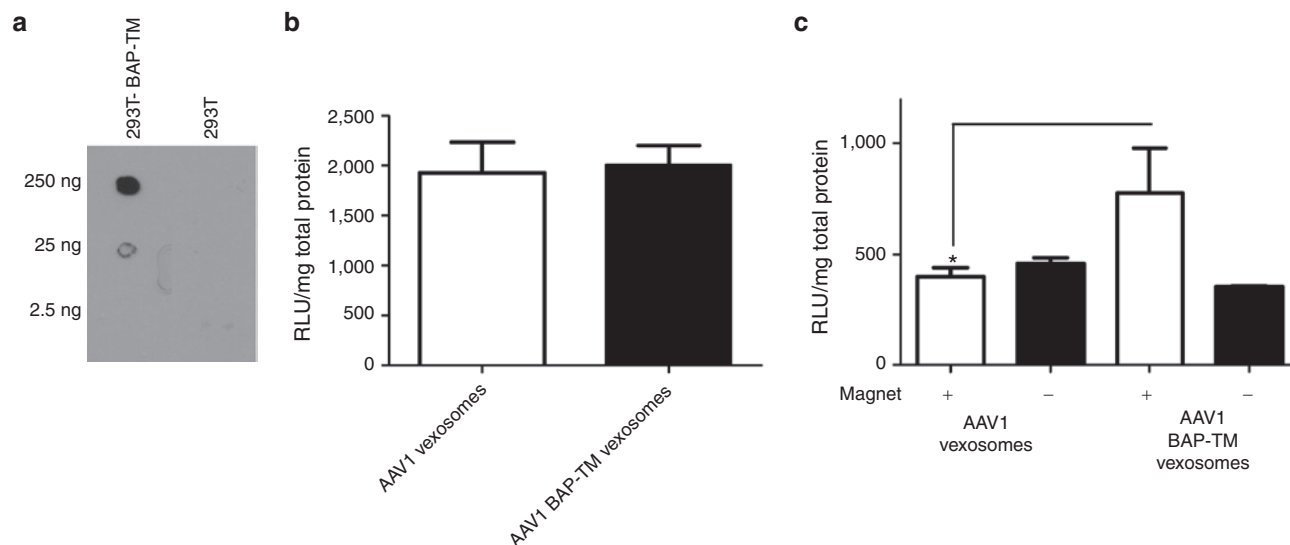 a
293T- BAP-TM
293T
250 ng
25 ng
2.5 ng
b
RLU/mg total protein
2,500
2,000
1,500
1,000
500
0
AAV1 vexosomes
AAV1 BAP-TM vexosomes
c
RLU/mg total protein
1,000
500
0
*
Magnet + − + −
AAV1
vexosomes
AAV1
BAP-TM
vexosomes